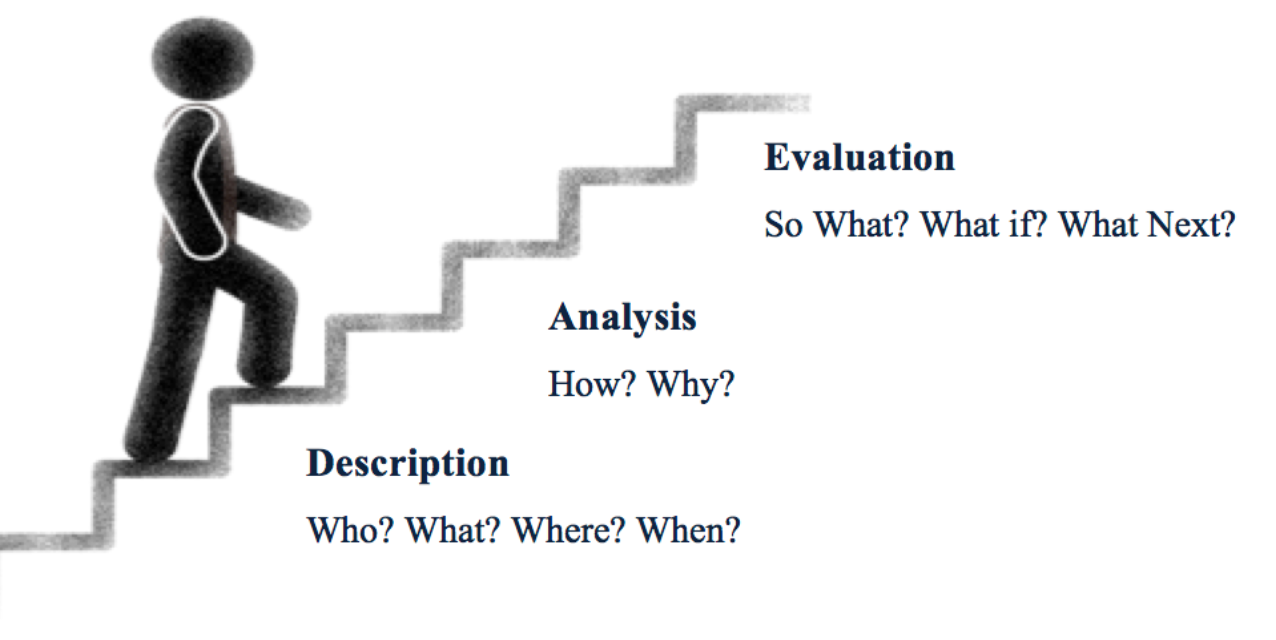 Evaluation
So What? What if? What Next?
Analysis
How? Why?
Description
Who? What? Where? When?